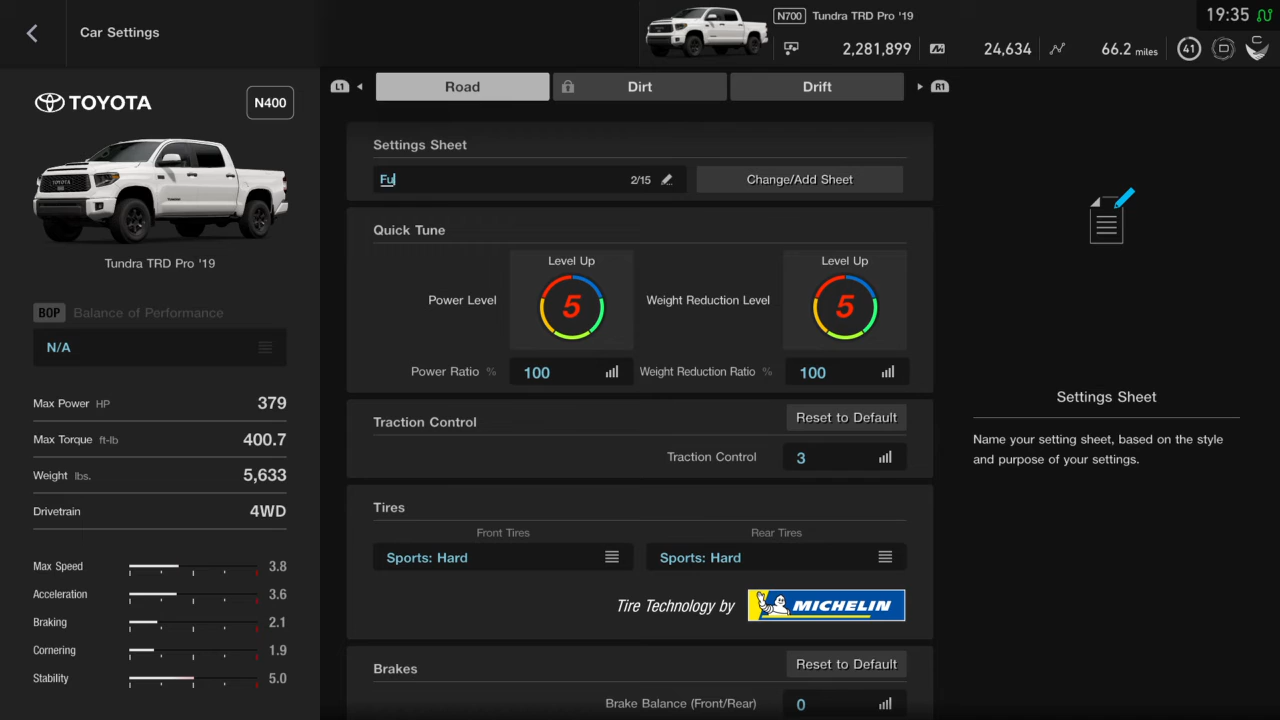 Car Settings
N700 Tundra TRD Pro '19
19:35
2,281,899 24,634 66.2 miles 41 C
TOYOTA N400
Tundra TRD Pro '19
BOP Balance of Performance
N/A
Max Power HP 379
Max Torque ft-lb 400.7
Weight lbs. 5,633
Drivetrain 4WD
Max Speed 3.8
Acceleration 3.6
Braking 2.1
Cornering 1.9
Stability 5.0
L1 Road Dirt Drift R1
Settings Sheet
Fu 2/15 Change/Add Sheet
Quick Tune
Level Up Level Up
Power Level 5 Weight Reduction Level 5
Power Ratio % 100 Weight Reduction Ratio % 100
Traction Control Reset to Default
Traction Control 3
Tires
Front Tires Rear Tires
Sports: Hard Sports: Hard
Tire Technology by MICHELIN
Brakes Reset to Default
Brake Balance (Front/Rear) 0
Settings Sheet
Name your setting sheet, based on the style
and purpose of your settings.